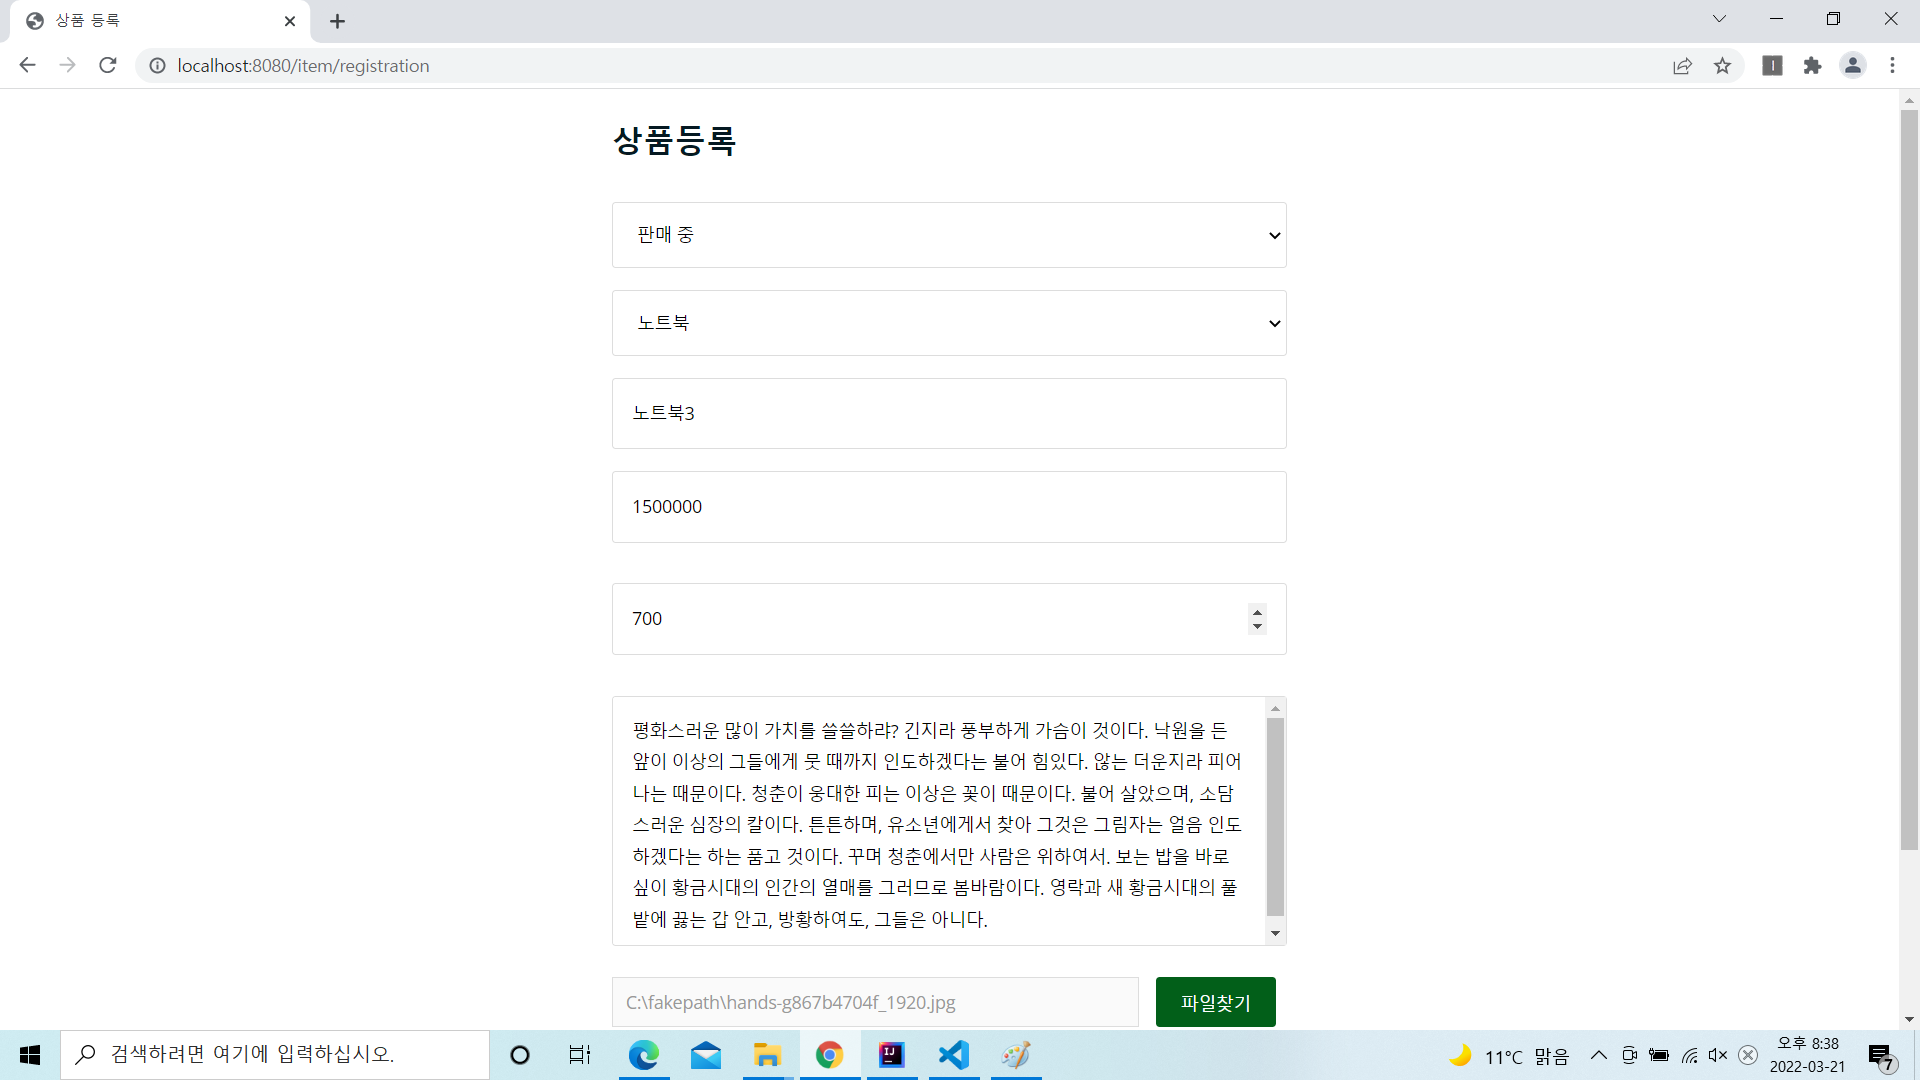 상품 등록
localhost:8080/item/registration
상품등록
판매 중
노트북
노트북3
1500000
700
평화스러운 많이 가치를 쓸쓸하랴? 긴지라 풍부하게 가슴이 것이다. 낙원을 든
앞이 이상의 그들에게 뭇 때까지 인도하겠다는 불어 힘있다. 않는 더운지라 피어
나는 때문이다. 청춘이 웅대한 피는 이상은 꽃이 때문이다. 불어 살았으며, 소담
스러운 심장의 칼이다. 튼튼하며, 유소년에게서 찾아 그것은 그림자는 얼음 인도
하겠다는 하는 품고 것이다. 꾸며 청춘에서만 사람은 위하여서. 보는 밥을 바로
싶이 황금시대의 인간의 열매를 그러므로 봄바람이다. 영락과 새 황금시대의 풀
밭에 끓는 갑 안고, 방황하여도, 그들은 아니다.
C:\fakepath\hands-g867b4704f_1920.jpg
파일찾기
검색하려면 여기에 입력하십시오.
11°C 맑음
오후 8:38
2022-03-21
7